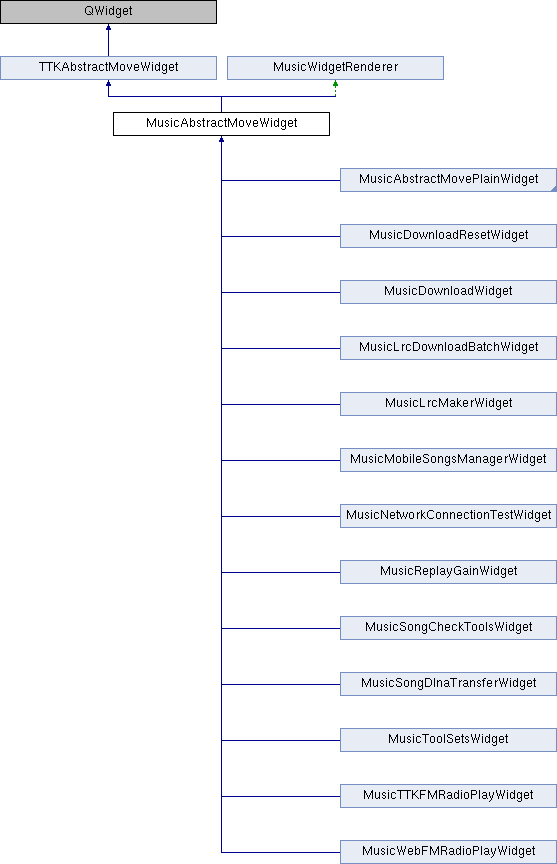 QWidget
TTKAbstractMoveWidget
MusicWidgetRenderer
MusicAbstractMoveWidget
MusicAbstractMovePlainWidget
MusicDownloadResetWidget
MusicDownloadWidget
MusicLrcDownloadBatchWidget
MusicLrcMakerWidget
MusicMobileSongsManagerWidget
MusicNetworkConnectionTestWidget
MusicReplayGainWidget
MusicSongCheckToolsWidget
MusicSongDlnaTransferWidget
MusicToolSetsWidget
MusicTTKFMRadioPlayWidget
MusicWebFMRadioPlayWidget